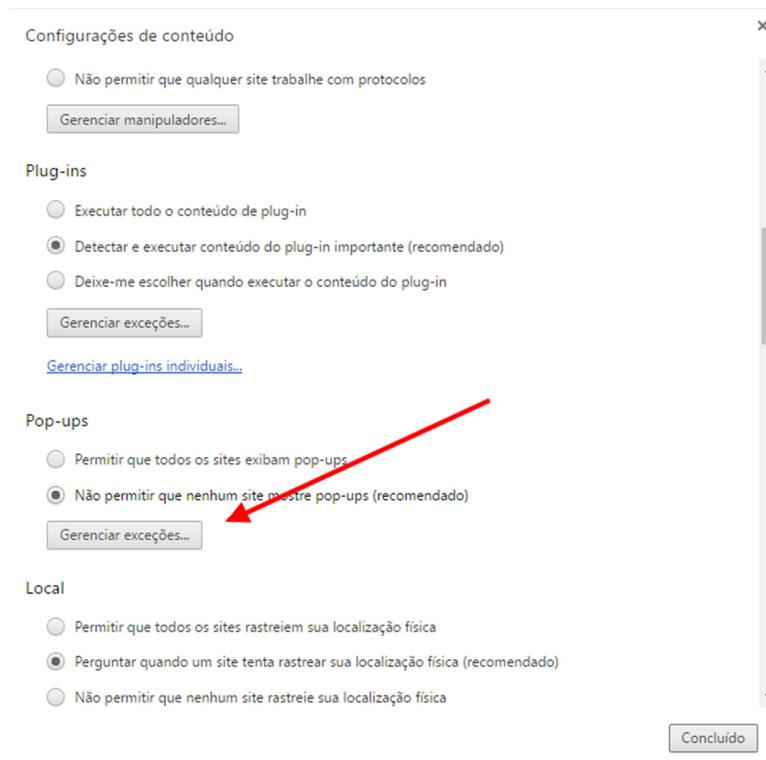 Configurações de conteúdo
Não permitir que qualquer site trabalhe com protocolos
Gerenciar manipuladores...
Plug-ins
Executar todo o conteúdo de plug-in
Detectar e executar conteúdo do plug-in importante (recomendado)
Deixe-me escolher quando executar o conteúdo do plug-in
Gerenciar exceções...
Gerenciar plug-ins individuais...
Pop-ups
Permitir que todos os sites exibam pop-ups
Não permitir que nenhum site mostre pop-ups (recomendado)
Gerenciar exceções...
Local
Permitir que todos os sites rastreiem sua localização física
Perguntar quando um site tenta rastrear sua localização física (recomendado)
Não permitir que nenhum site rastreie sua localização física
Concluído